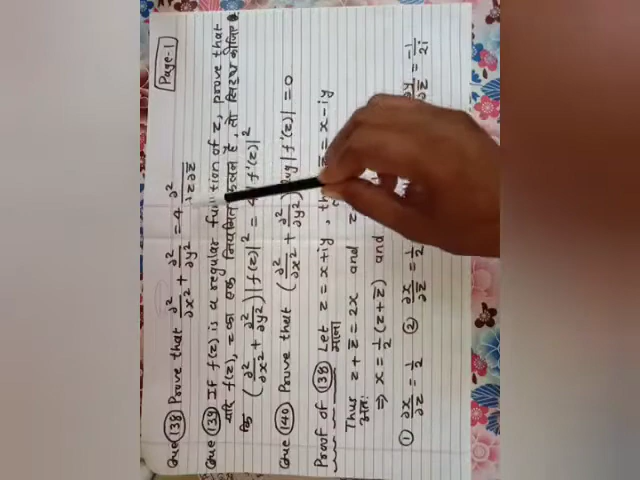 Page-1
Que (138) Prove that ∂²/∂x² + ∂²/∂y² = 4 ∂²/∂z∂z̅
Que (139) If f(z) is a regular function of z, prove that
यदि f(z), z का एक नियमित फलन है, तो सिद्ध कीजिए
कि (∂²/∂x² + ∂²/∂y²)|f(z)|² = 4|f'(z)|²
Que (140) Prove that (∂²/∂x² + ∂²/∂y²) log|f'(z)| = 0
Proof of (138) Let z = x+iy, = x-iy
माना
Thus z + z̅ = 2x and z
अतः
⇒ x = 1/2 (z+z̅) and
① ∂x/∂z = 1/2 ② ∂x/∂z̅ = 1/2 ∂y/∂z̅ = -1/2i